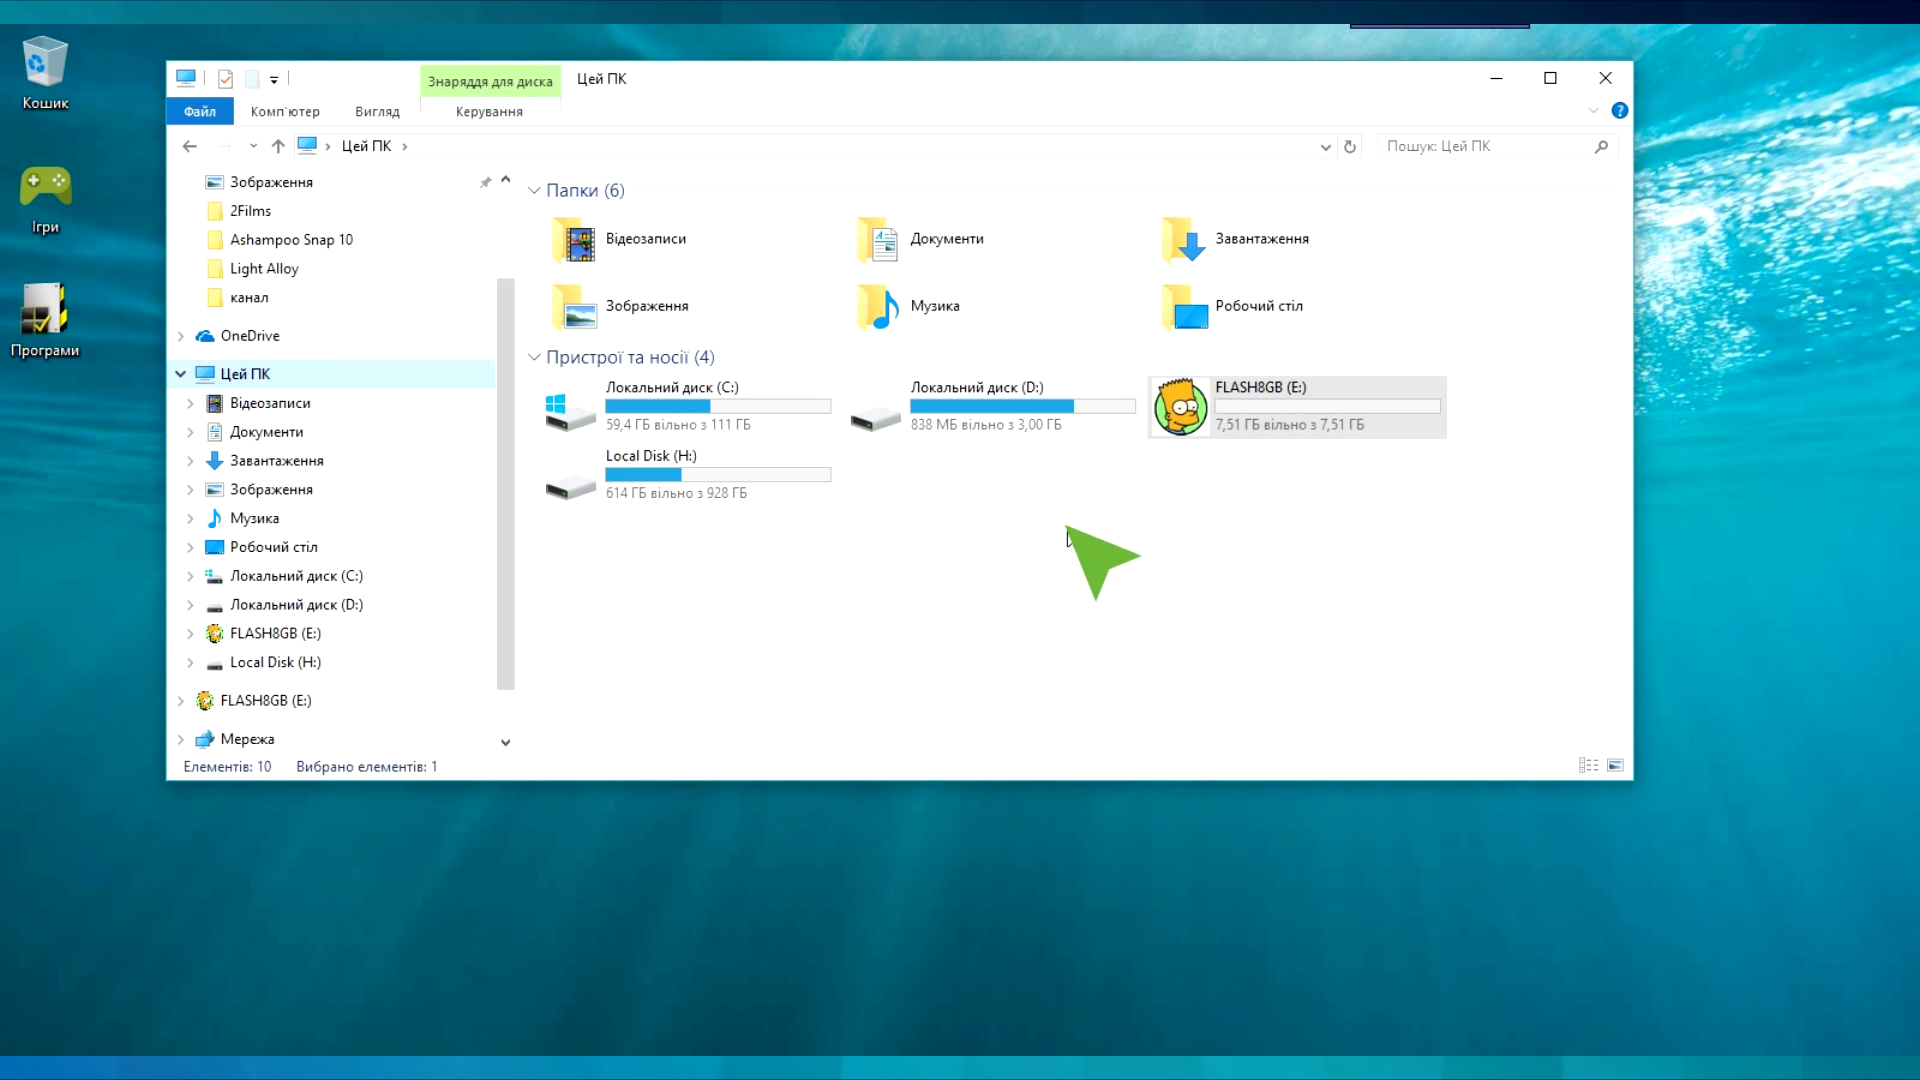 Кошик
Ігри
Програми
Знаряддя для диска
Цей ПК
Файл
Комп'ютер
Вигляд
Керування
?
Цей ПК
Пошук: Цей ПК
Зображення
2Films
Ashampoo Snap 10
Light Alloy
канал
OneDrive
Цей ПК
Відеозаписи
Документи
Завантаження
Зображення
Музика
Робочий стіл
Локальний диск (C:)
Локальний диск (D:)
FLASH8GB (E:)
Local Disk (H:)
FLASH8GB (E:)
Мережа
Папки (6)
Відеозаписи
Документи
Завантаження
Зображення
Музика
Робочий стіл
Пристрої та носії (4)
Локальний диск (C:)
59,4 ГБ вільно з 111 ГБ
Локальний диск (D:)
838 МБ вільно з 3,00 ГБ
FLASH8GB (E:)
7,51 ГБ вільно з 7,51 ГБ
Local Disk (H:)
614 ГБ вільно з 928 ГБ
Елементів: 10
Вибрано елементів: 1